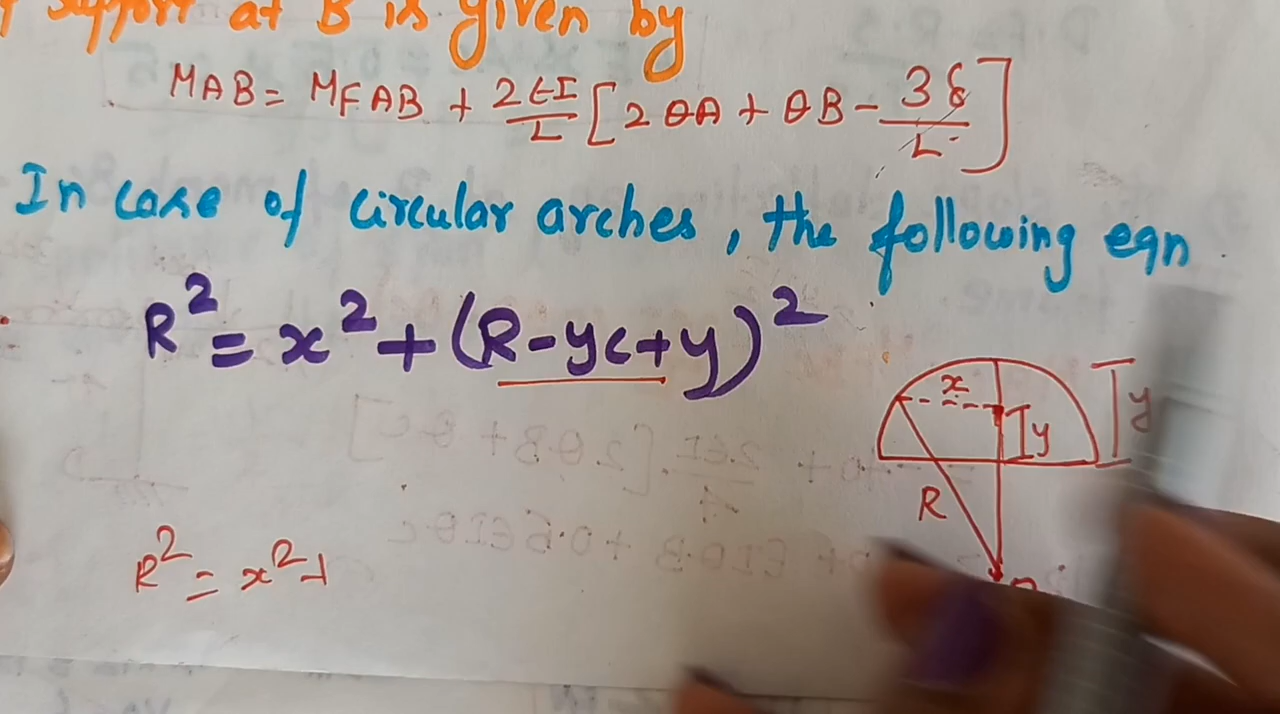 support at B is given by
MAB = MFAB + 2EI/L [2θA + θB - 3δ/L]
In case of circular arches, the following eqn
R² = x² + (R-yc+y)²
x
y
y
R
R² = x² +